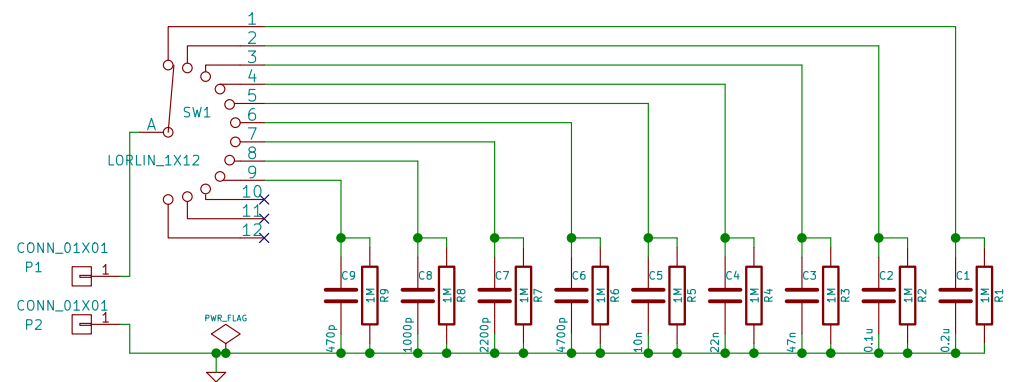 1
2
3
4
5
6
7
8
9
10
11
12
A
SW1
LORLIN_1X12
CONN_01X01
P1
1
CONN_01X01
P2
1
PWR_FLAG
C9
470p
1M
R9
C8
1000p
1M
R8
C7
2200p
1M
R7
C6
4700p
1M
R6
C5
10n
1M
R5
C4
22n
1M
R4
C3
47n
1M
R3
C2
0.1u
1M
R2
C1
0.2u
1M
R1